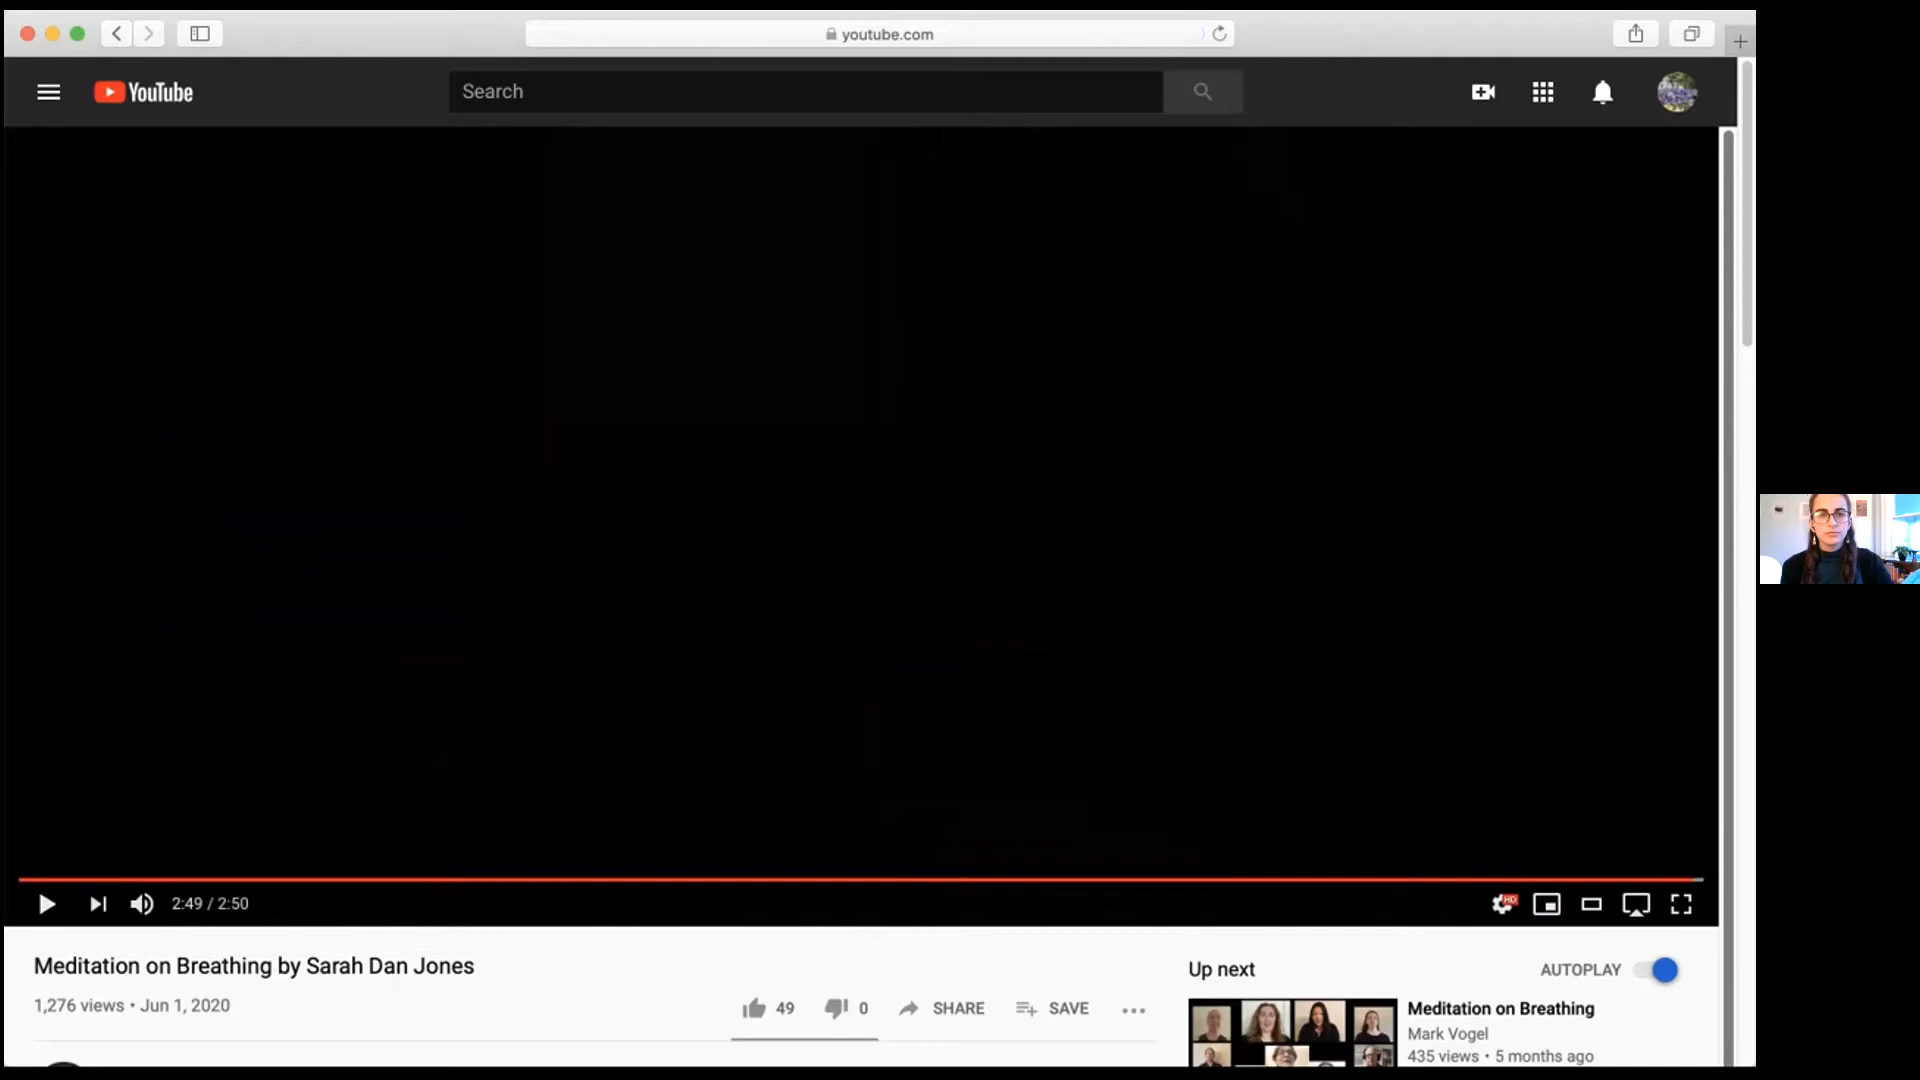 youtube.com
YouTube
Search
HD
2:49 / 2:50
Meditation on Breathing by Sarah Dan Jones
1,276 views • Jun 1, 2020
49
0
SHARE
SAVE
Up next
AUTOPLAY
Meditation on Breathing
Mark Vogel
435 views • 5 months ago